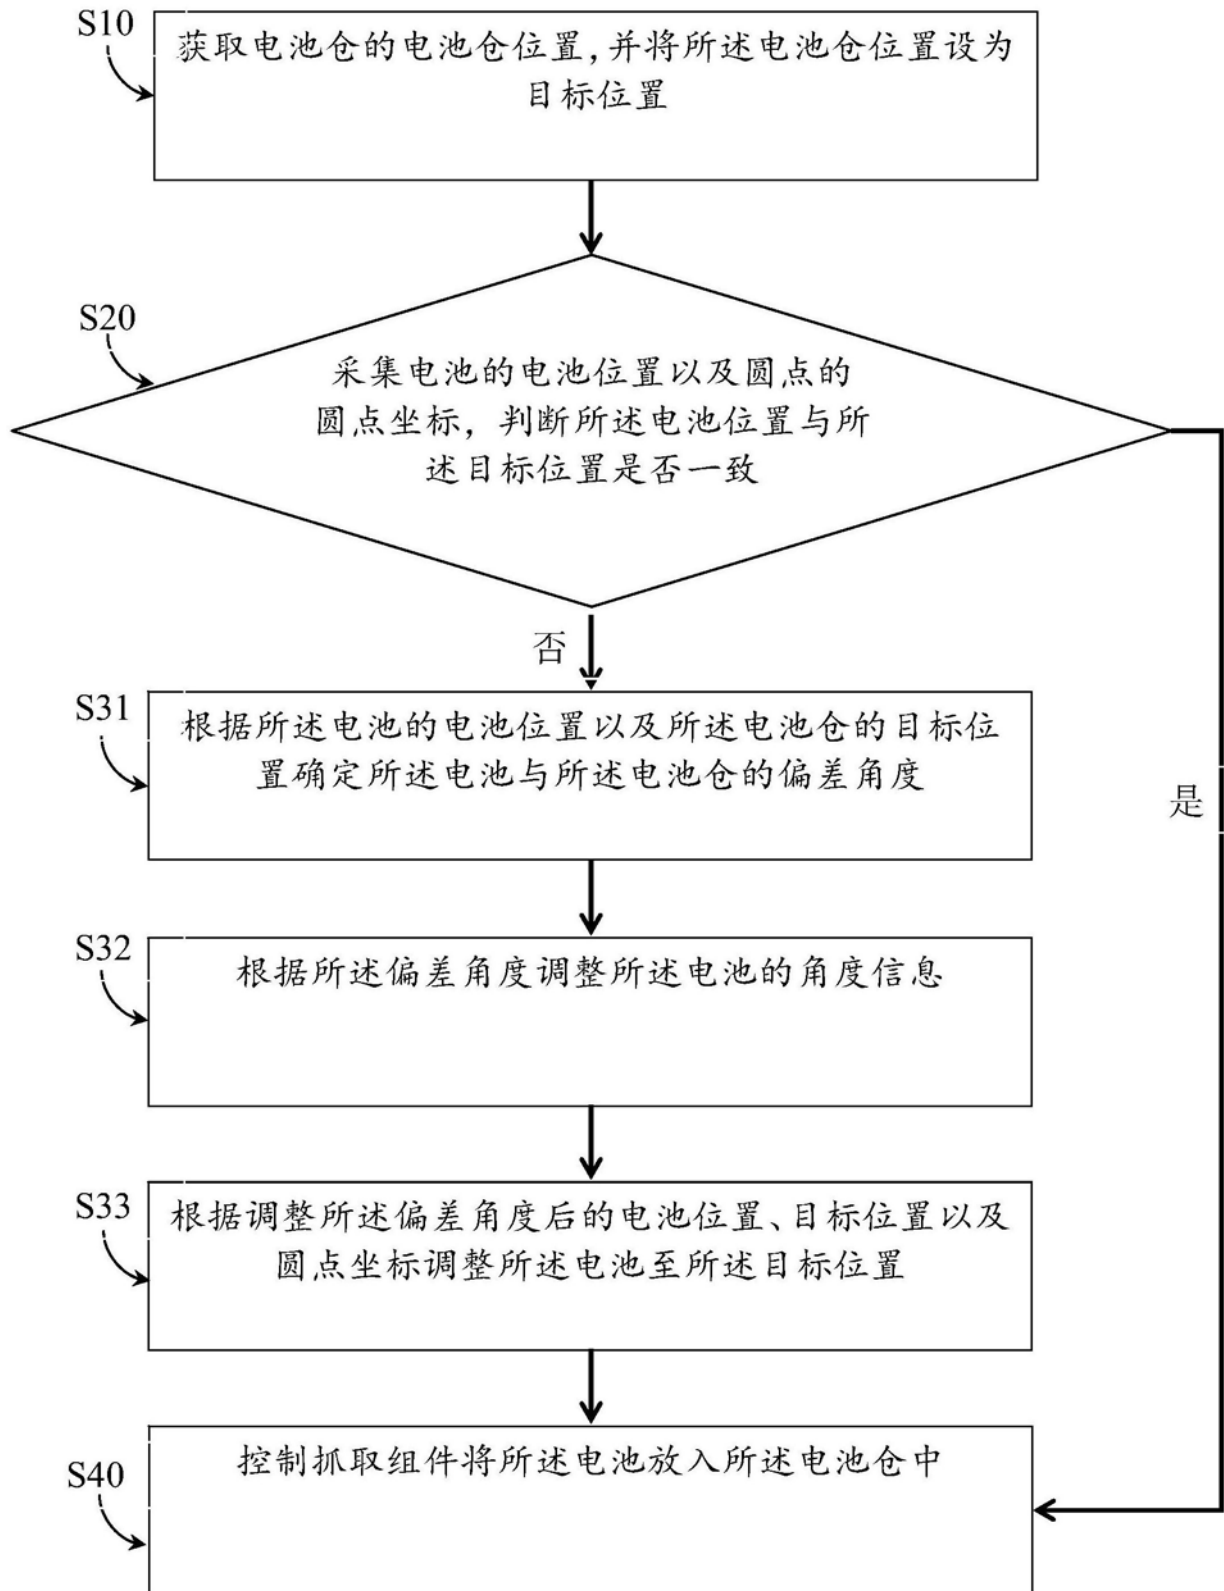 S10
获取电池仓的电池仓位置,并将所述电池仓位置设为
目标位置
S20
采集电池的电池位置以及圆点的
圆点坐标，判断所述电池位置与所
述目标位置是否一致
否
S31
根据所述电池的电池位置以及所述电池仓的目标位
置确定所述电池与所述电池仓的偏差角度
是
S32
根据所述偏差角度调整所述电池的角度信息
S33
根据调整所述偏差角度后的电池位置、目标位置以及
圆点坐标调整所述电池至所述目标位置
S40
控制抓取组件将所述电池放入所述电池仓中